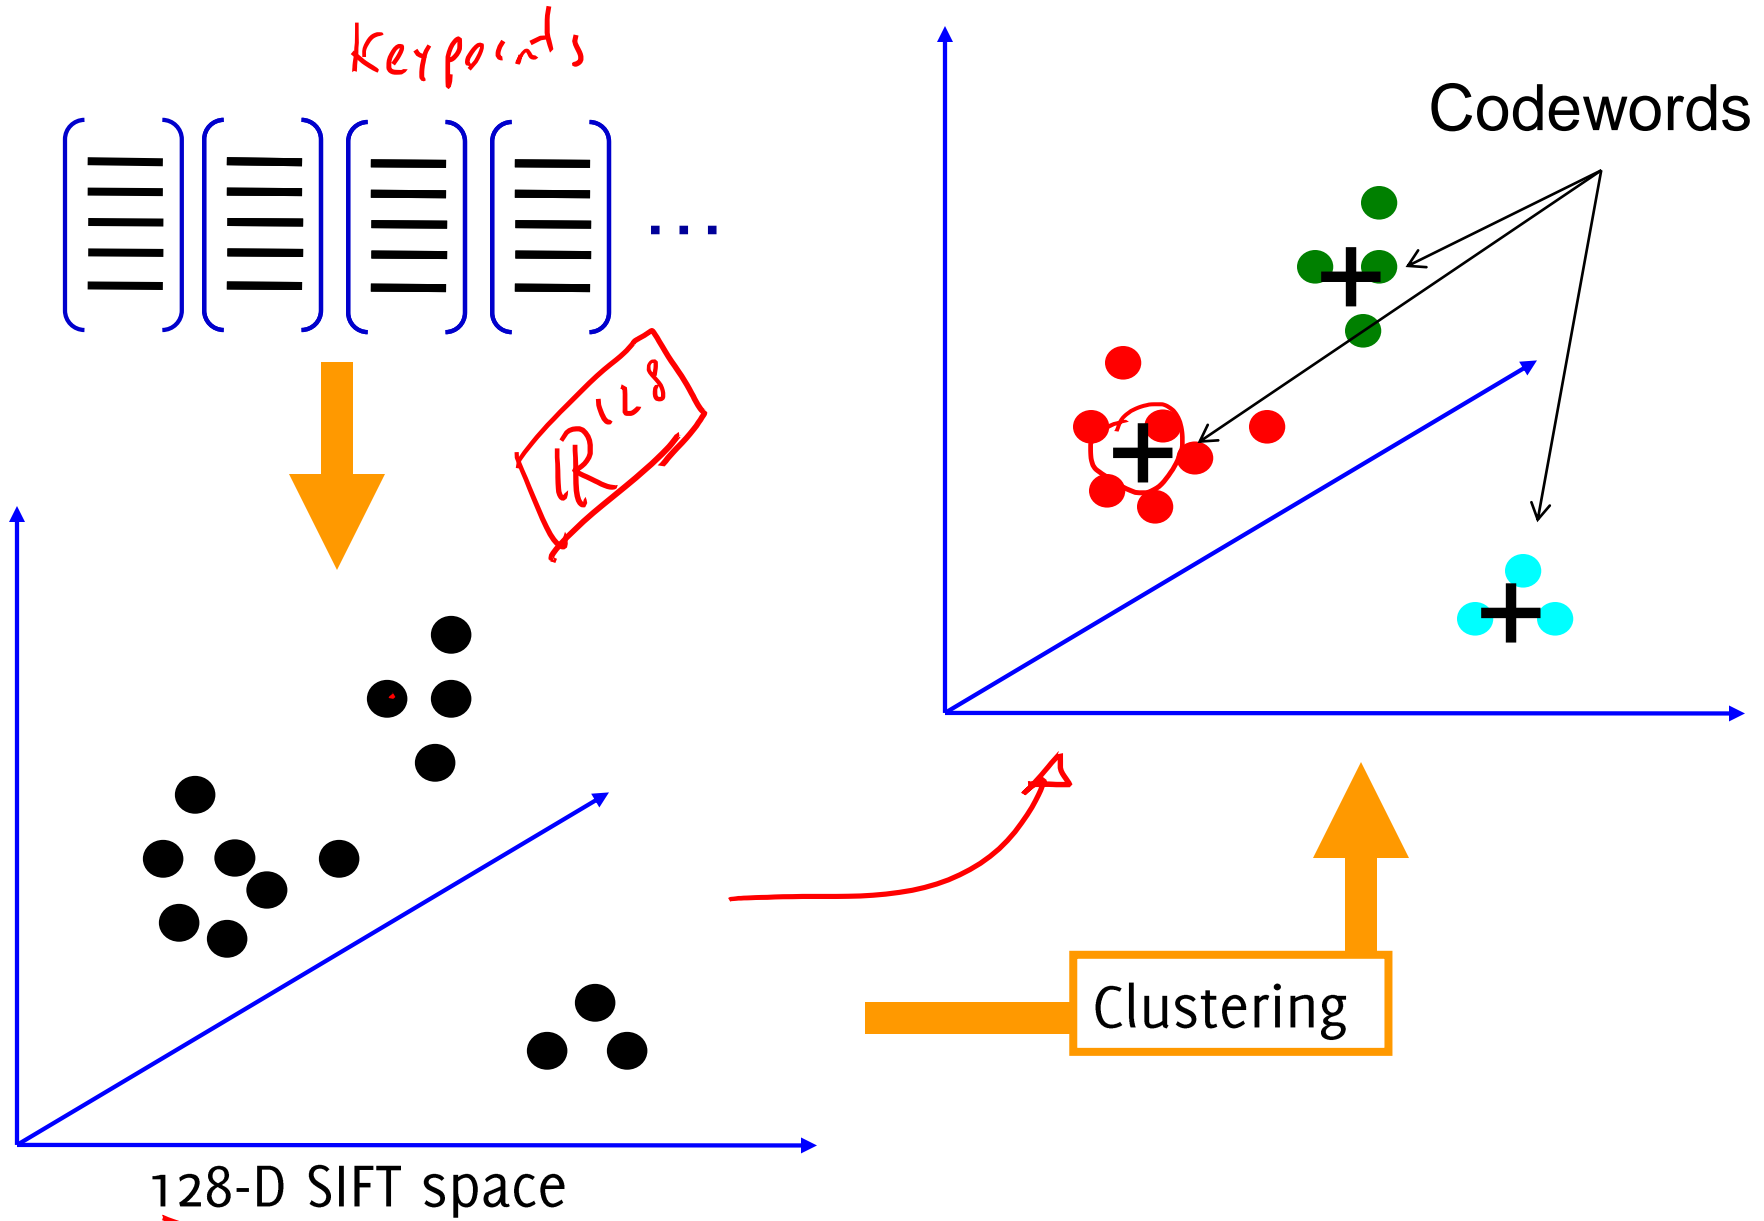 Keypoints
Codewords
ℝ¹²⁸
Clustering
128-D SIFT space